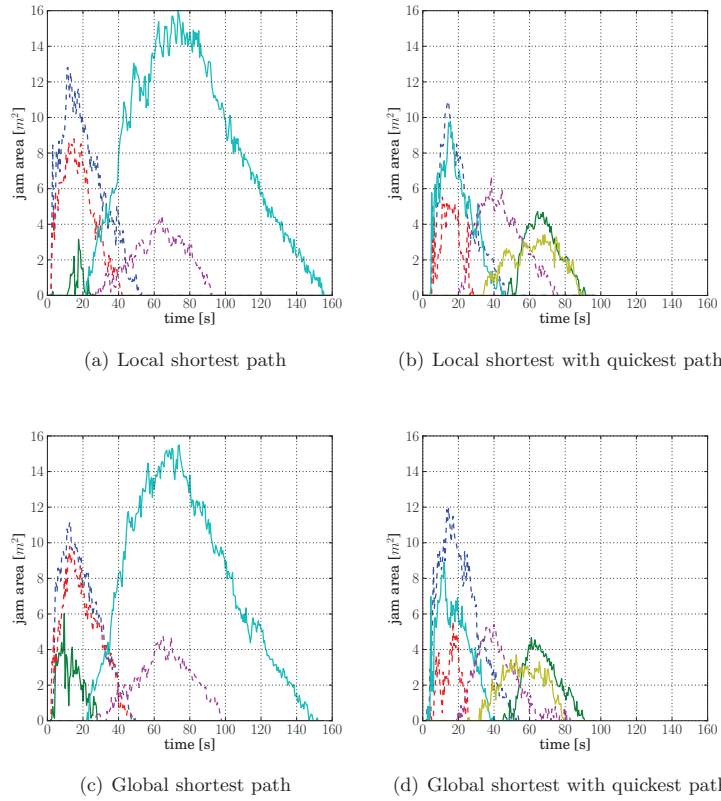 16
14
12
10
8
6
4
2
0
jam area [m²]
0 20 40 60 80 100 120 140 160
time [s]
(a) Local shortest path
16
14
12
10
8
6
4
2
0
jam area [m²]
0 20 40 60 80 100 120 140 160
time [s]
(b) Local shortest with quickest path
16
14
12
10
8
6
4
2
0
jam area [m²]
0 20 40 60 80 100 120 140 160
time [s]
(c) Global shortest path
16
14
12
10
8
6
4
2
0
jam area [m²]
0 20 40 60 80 100 120 140 160
time [s]
(d) Global shortest with quickest path